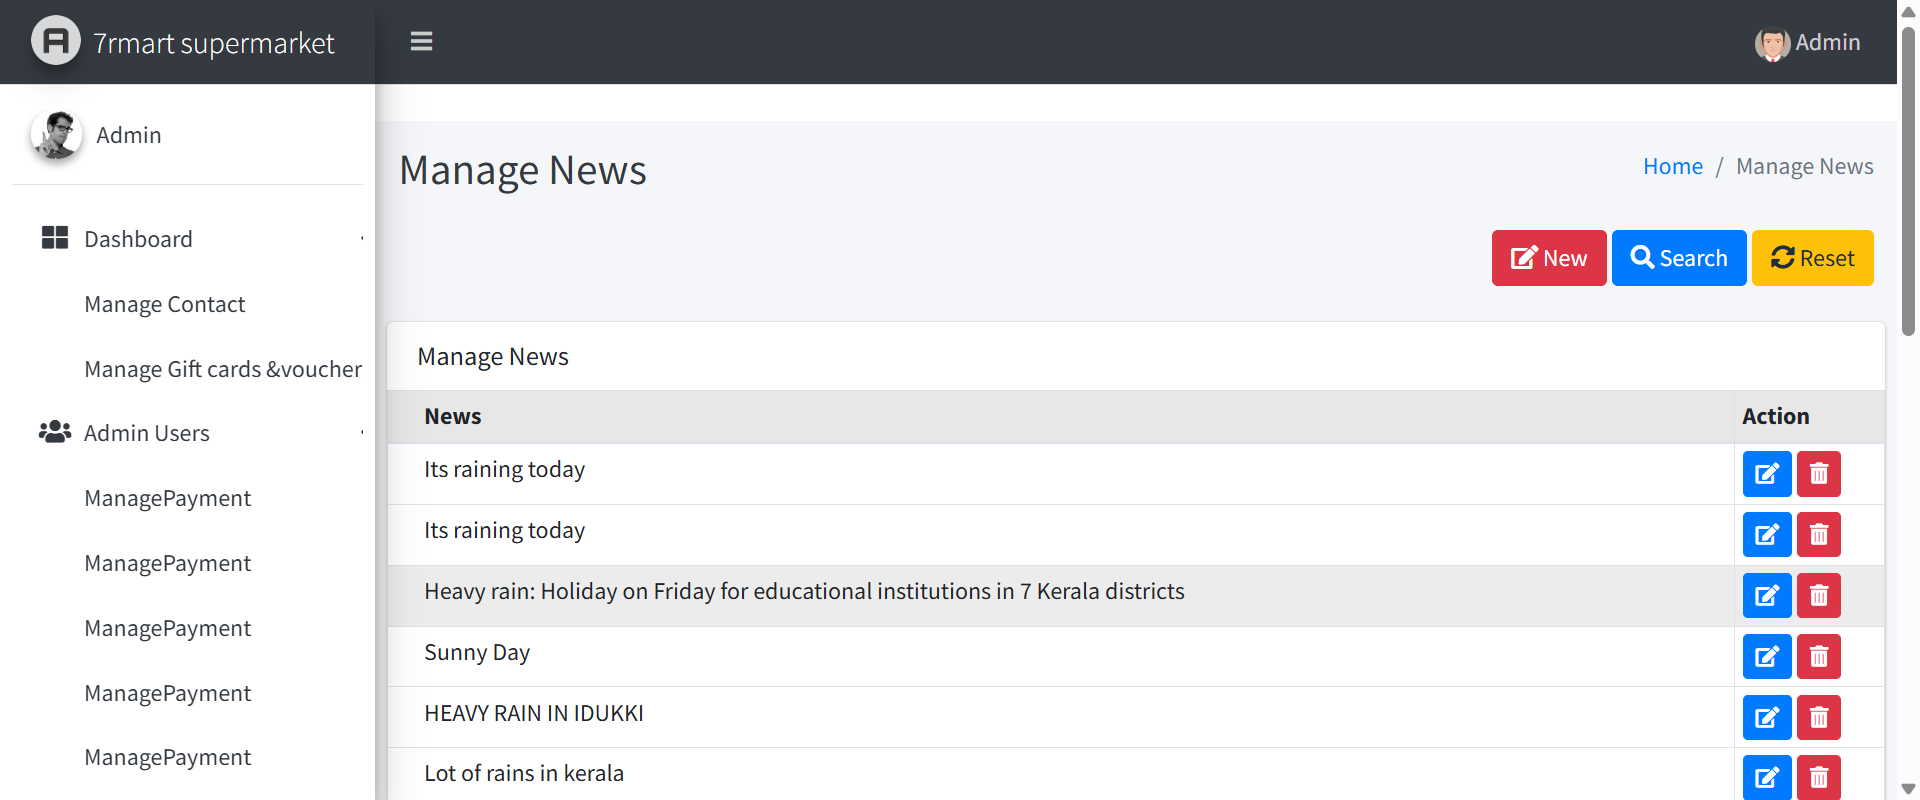 7rmart supermarket
Admin
Admin
Dashboard
Manage Contact
Manage Gift cards &voucher
Admin Users
ManagePayment
ManagePayment
ManagePayment
ManagePayment
ManagePayment
Manage News
Home / Manage News
New Search Reset
Manage News
News Action
Its raining today
Its raining today
Heavy rain: Holiday on Friday for educational institutions in 7 Kerala districts
Sunny Day
HEAVY RAIN IN IDUKKI
Lot of rains in kerala